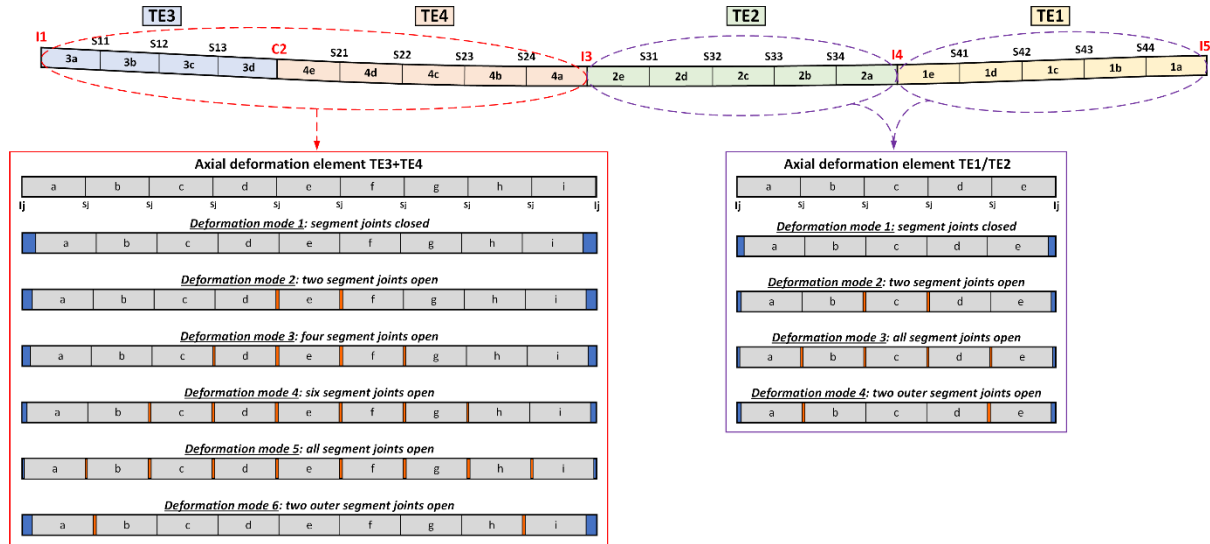 TE3 TE4 TE2 TE1
I1 S11 S12 S13 C2 S21 S22 S23 S24 I3 S31 S32 S33 S34 I4 S41 S42 S43 S44 I5
3a 3b 3c 3d 4e 4d 4c 4b 4a 2e 2d 2c 2b 2a 1e 1d 1c 1b 1a
Axial deformation element TE3+TE4
a b c d e f g h i
Ij Sj Sj Sj Sj Sj Sj Sj Sj Ij
Deformation mode 1: segment joints closed
a b c d e f g h i
Deformation mode 2: two segment joints open
a b c d e f g h i
Deformation mode 3: four segment joints open
a b c d e f g h i
Deformation mode 4: six segment joints open
a b c d e f g h i
Deformation mode 5: all segment joints open
a b c d e f g h i
Deformation mode 6: two outer segment joints open
a b c d e f g h i
Axial deformation element TE1/TE2
a b c d e
Ij Sj Sj Sj Sj Ij
Deformation mode 1: segment joints closed
a b c d e
Deformation mode 2: two segment joints open
a b c d e
Deformation mode 3: all segment joints open
a b c d e
Deformation mode 4: two outer segment joints open
a b c d e